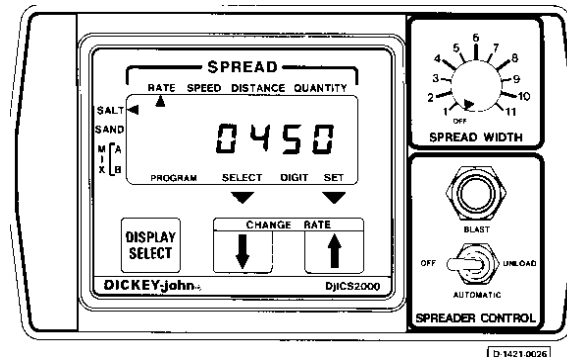 SPREAD
RATE SPEED DISTANCE QUANTITY
SALT
SAND
MIX A
B
0450
PROGRAM SELECT DIGIT SET
DISPLAY
SELECT
CHANGE RATE
DICKEY-john
DjICS2000
1 2 3 4 5 6 7 8 9 10 11
OFF
SPREAD WIDTH
BLAST
OFF UNLOAD
AUTOMATIC
SPREADER CONTROL
D-1421-0026